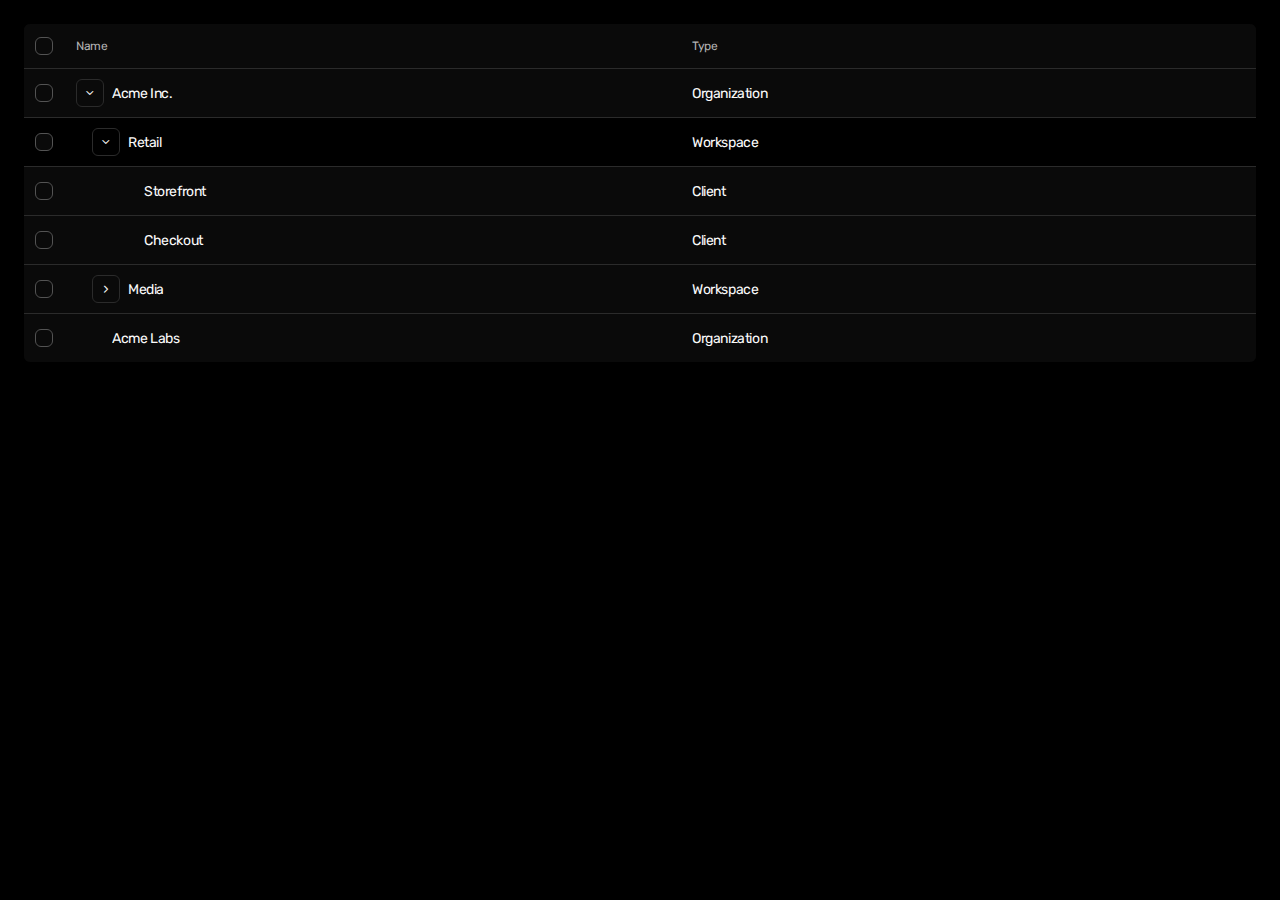 Name Type
Acme Inc. Organization
Retail Workspace
Storefront Client
Checkout Client
Media Workspace
Acme Labs Organization